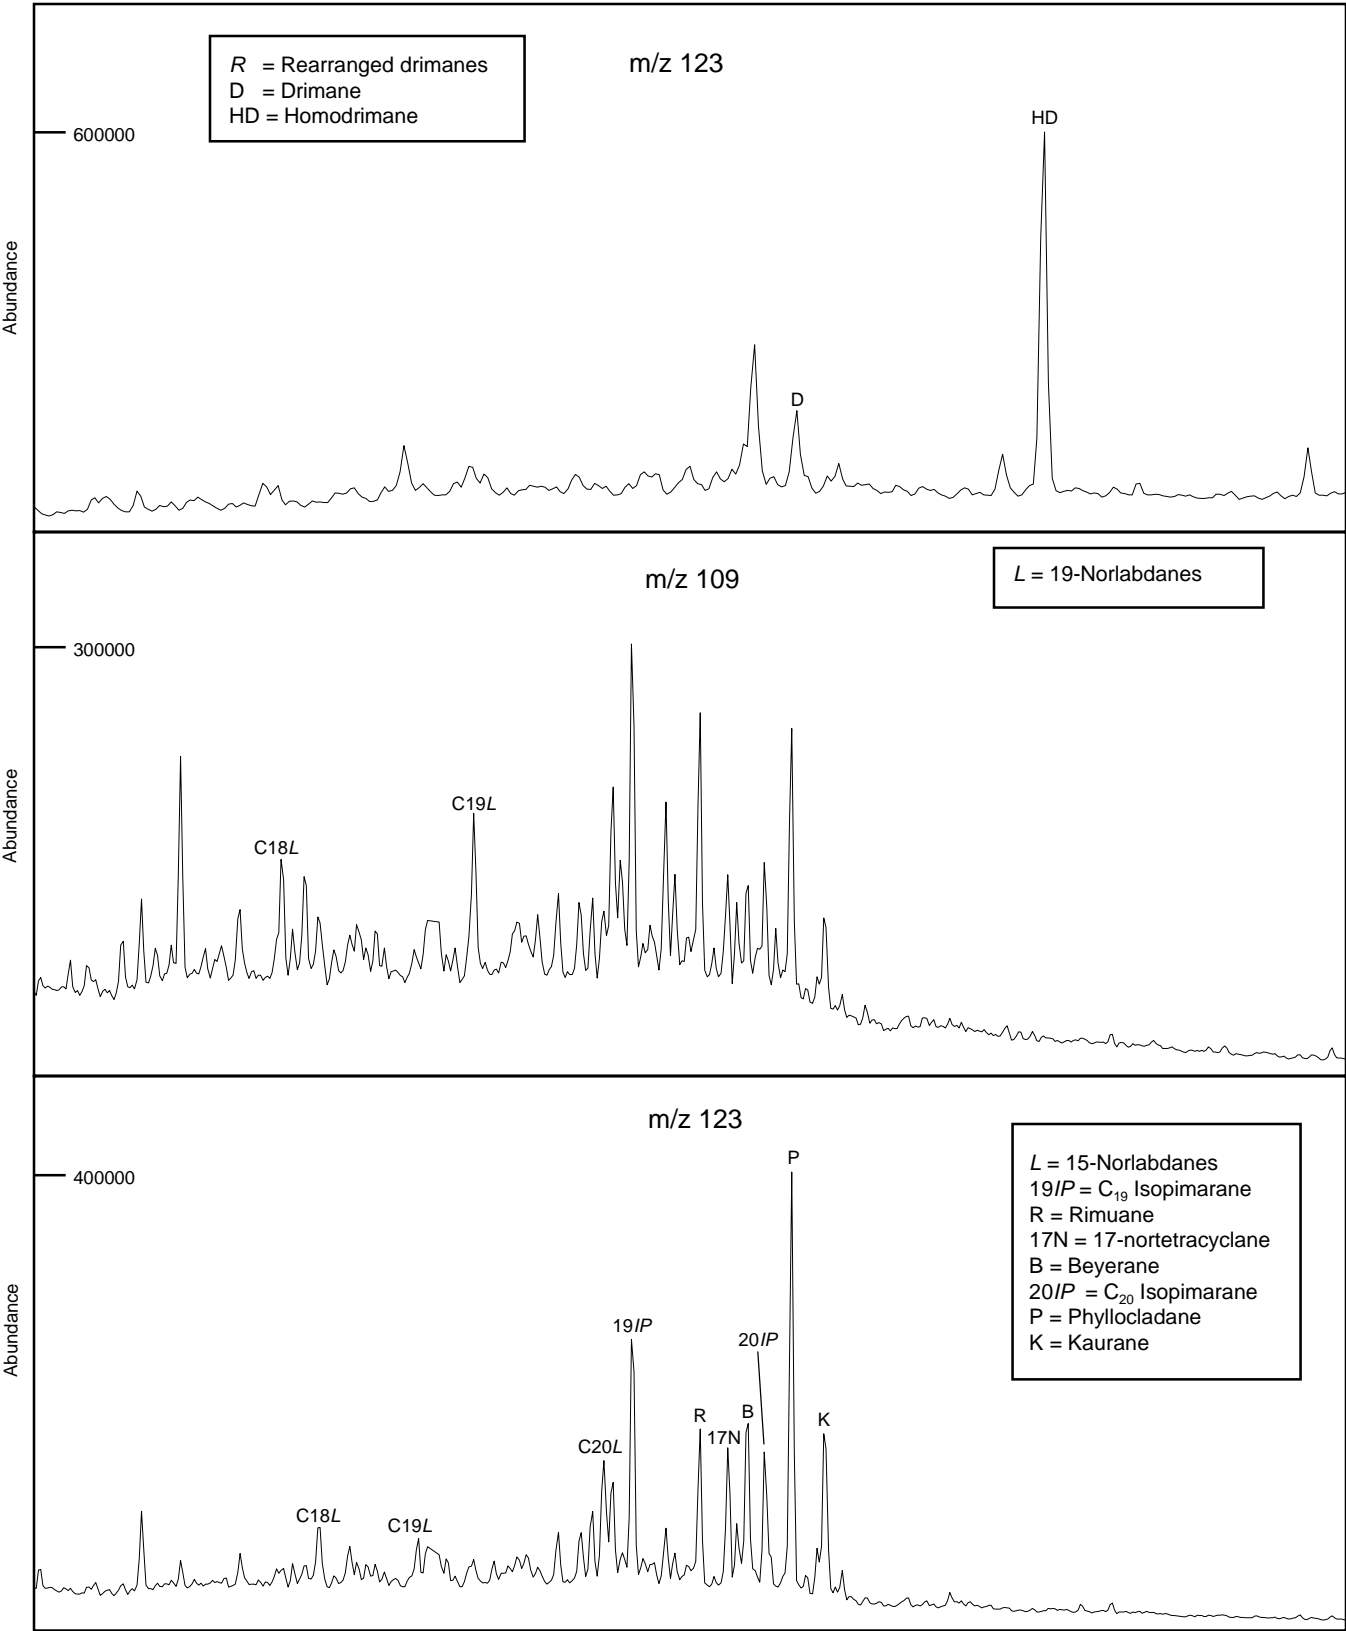 m/z 123
R = Rearranged drimanes
D = Drimane
HD = Homodrimane
600000
HD
D
Abundance
m/z 109
L = 19-Norlabdanes
300000
C18L
C19L
Abundance
m/z 123
L = 15-Norlabdanes
19IP = C19 Isopimarane
R = Rimuane
17N = 17-nortetracyclane
B = Beyerane
20IP = C20 Isopimarane
P = Phyllocladane
K = Kaurane
400000
P
19IP
20IP
R
B
K
17N
C20L
C18L
C19L
Abundance